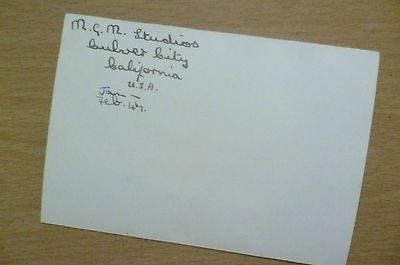 M.G.M. Studios
Culver City
California
U.S.A.
Jan –
Feb. 47.